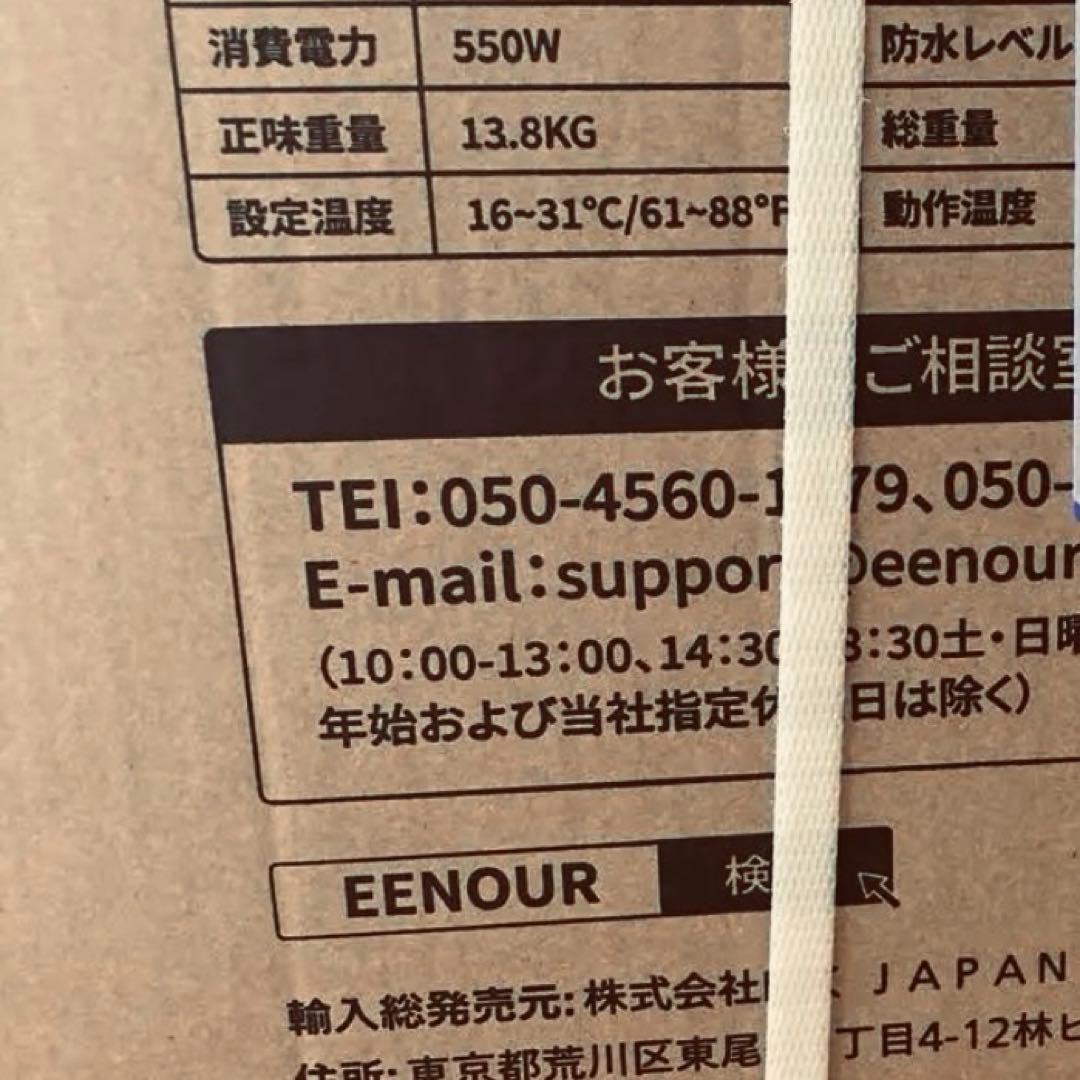 消費電力 550W 防水レベル
正味重量 13.8KG 総重量
設定温度 16~31℃/61~88°F 動作温度
お客様 ご相談
TEI：050-4560-1 79、050-
E-mail：suppor @eenour
（10：00-13：00、14：30 8：30土・日曜
年始および当社指定休 日は除く）
EENOUR 検
輸入総発売元: 株式会社 JAPAN
住所: 東京都荒川区東尾 丁目4-12林ビ